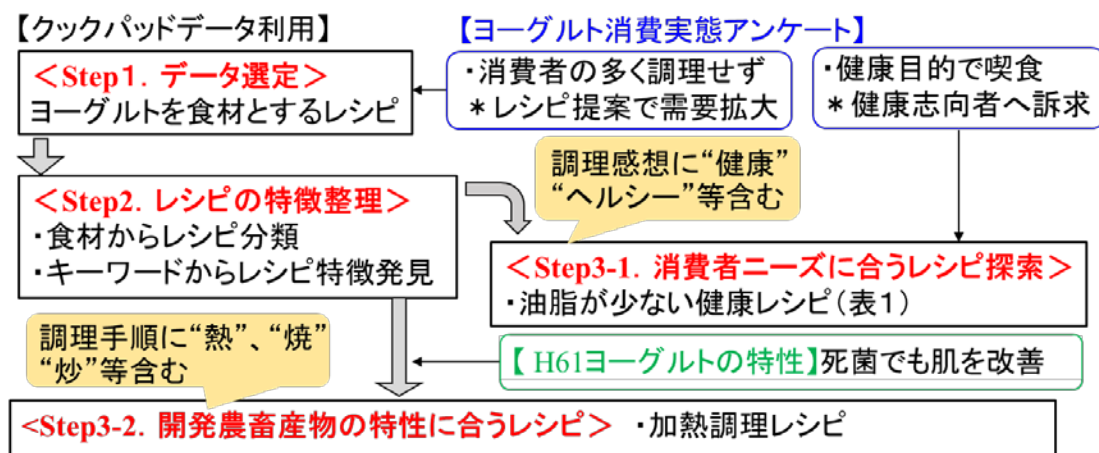 【クックパッドデータ利用】
【ヨーグルト消費実態アンケート】
＜Step1．データ選定＞
ヨーグルトを食材とするレシピ
・消費者の多く調理せず
＊レシピ提案で需要拡大
・健康目的で喫食
＊健康志向者へ訴求
調理感想に“健康”
“ヘルシー”等含む
＜Step2．レシピの特徴整理＞
・食材からレシピ分類
・キーワードからレシピ特徴発見
＜Step3-1．消費者ニーズに合うレシピ探索＞
・油脂が少ない健康レシピ（表１）
調理手順に“熱”、“焼”
“炒”等含む
【H61ヨーグルトの特性】死菌でも肌を改善
<Step3-2．開発農畜産物の特性に合うレシピ＞ ・加熱調理レシピ